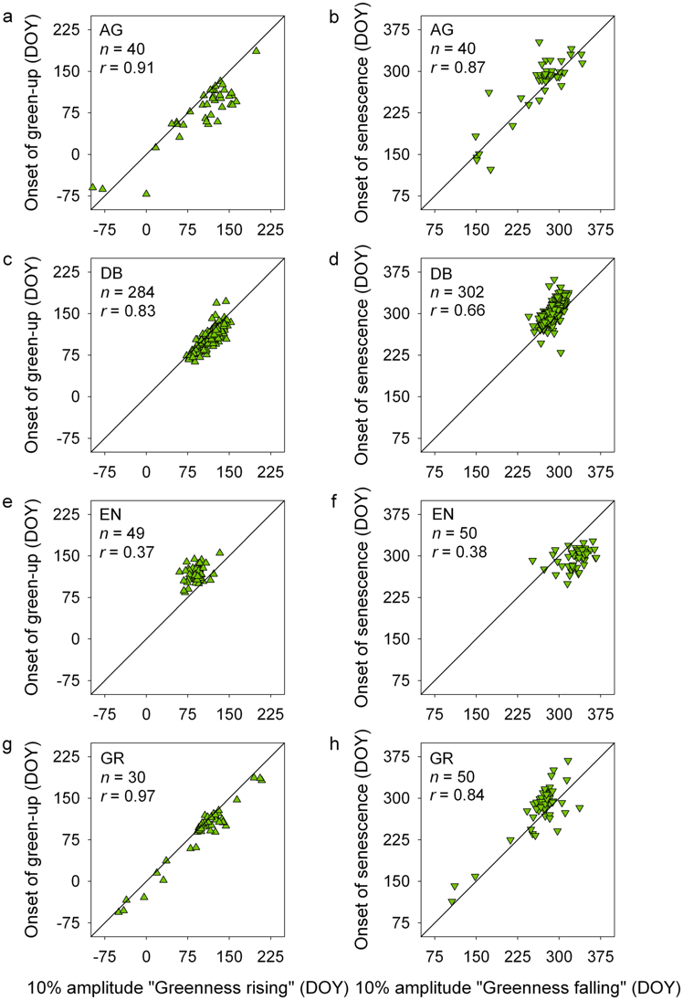 a
AG
n = 40
r = 0.91
Onset of green-up (DOY)
225
150
75
0
-75
-75 0 75 150 225
b
AG
n = 40
r = 0.87
Onset of senescence (DOY)
375
300
225
150
75
75 150 225 300 375
c
DB
n = 284
r = 0.83
Onset of green-up (DOY)
225
150
75
0
-75
-75 0 75 150 225
d
DB
n = 302
r = 0.66
Onset of senescence (DOY)
375
300
225
150
75
75 150 225 300 375
e
EN
n = 49
r = 0.37
Onset of green-up (DOY)
225
150
75
0
-75
-75 0 75 150 225
f
EN
n = 50
r = 0.38
Onset of senescence (DOY)
375
300
225
150
75
75 150 225 300 375
g
GR
n = 30
r = 0.97
Onset of green-up (DOY)
225
150
75
0
-75
-75 0 75 150 225
10% amplitude "Greenness rising" (DOY)
h
GR
n = 50
r = 0.84
Onset of senescence (DOY)
375
300
225
150
75
75 150 225 300 375
10% amplitude "Greenness falling" (DOY)